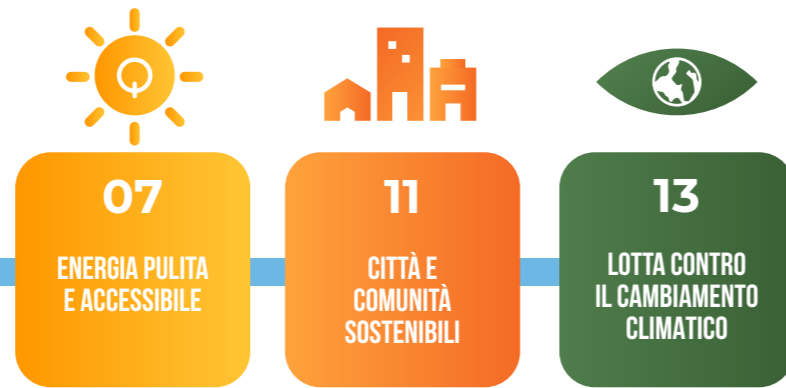 07
ENERGIA PULITA
E ACCESSIBILE
11
CITTÀ E
COMUNITÀ
SOSTENIBILI
13
LOTTA CONTRO
IL CAMBIAMENTO
CLIMATICO